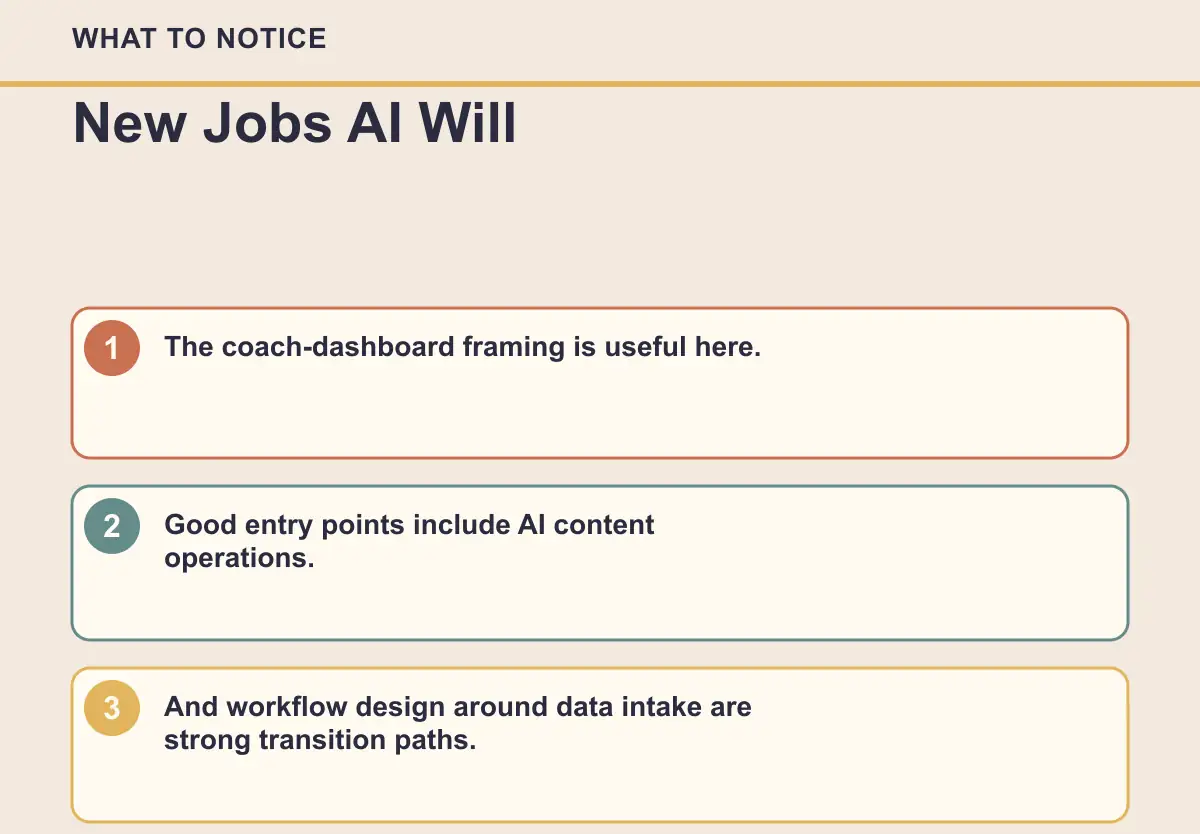 WHAT TO NOTICE
New Jobs AI Will
1
The coach-dashboard framing is useful here.
2
Good entry points include AI content
operations.
3
And workflow design around data intake are
strong transition paths.